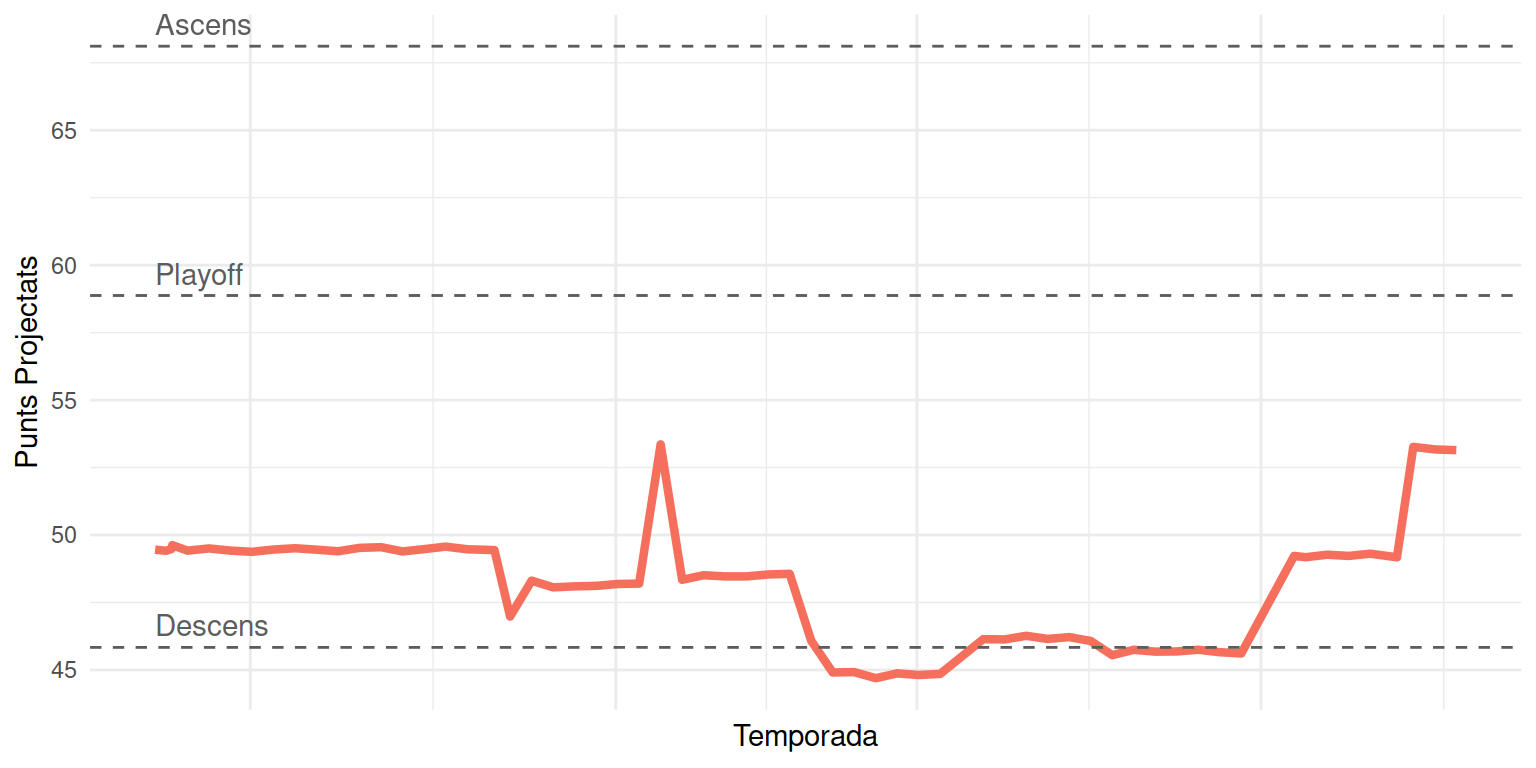 Ascens
65
Playoff
60
55
50
Descens
45
Punts Projectats
Temporada